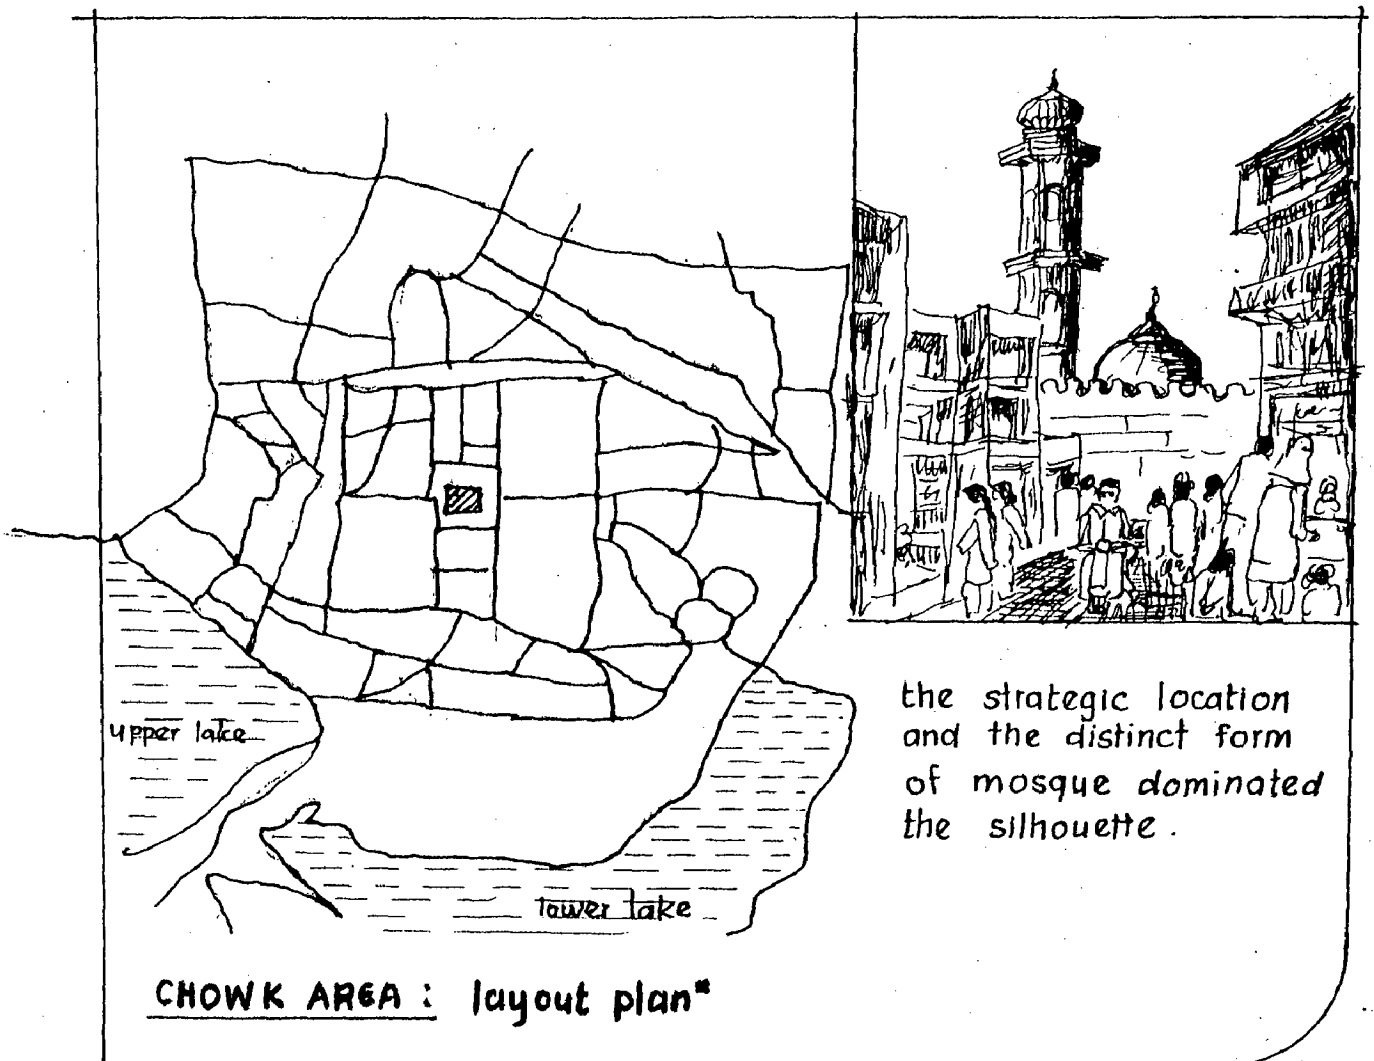 upper lake
lower lake
CHOWK AREA : layout plan*
the strategic location
and the distinct form
of mosque dominated
the silhouette .